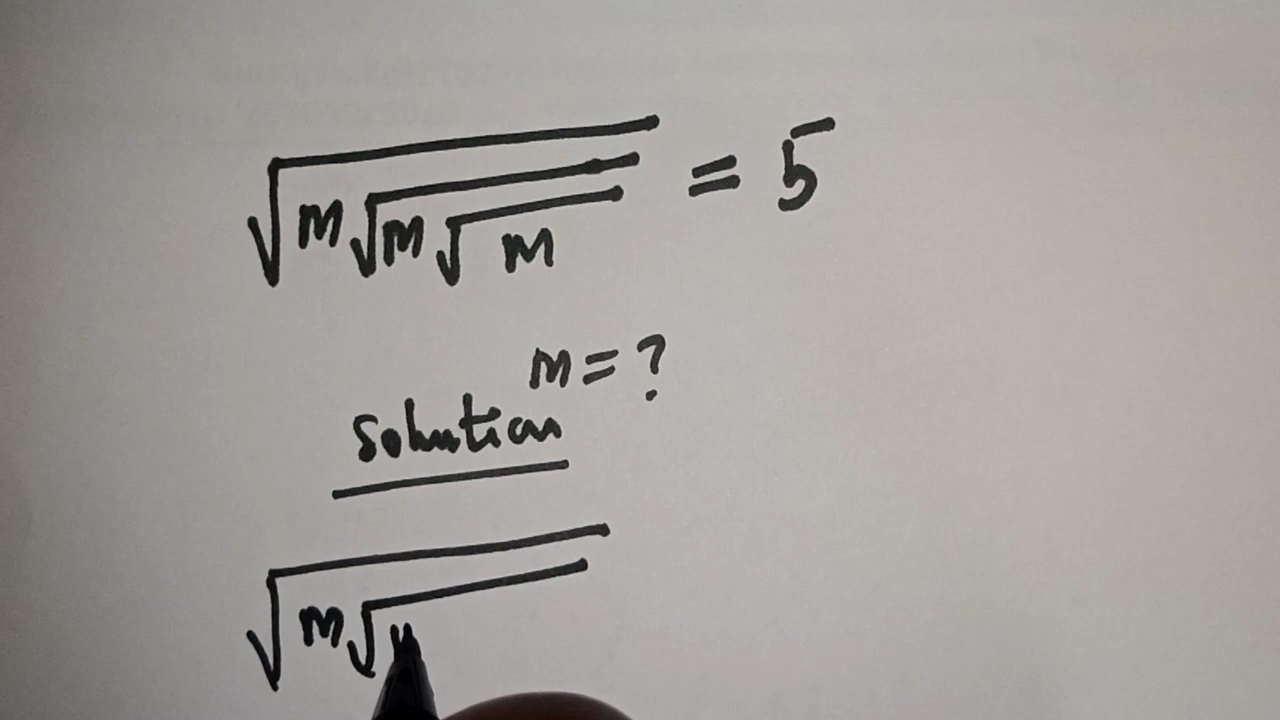 √(m√(m√m)) = 5
m = ?
Solution
√(m√